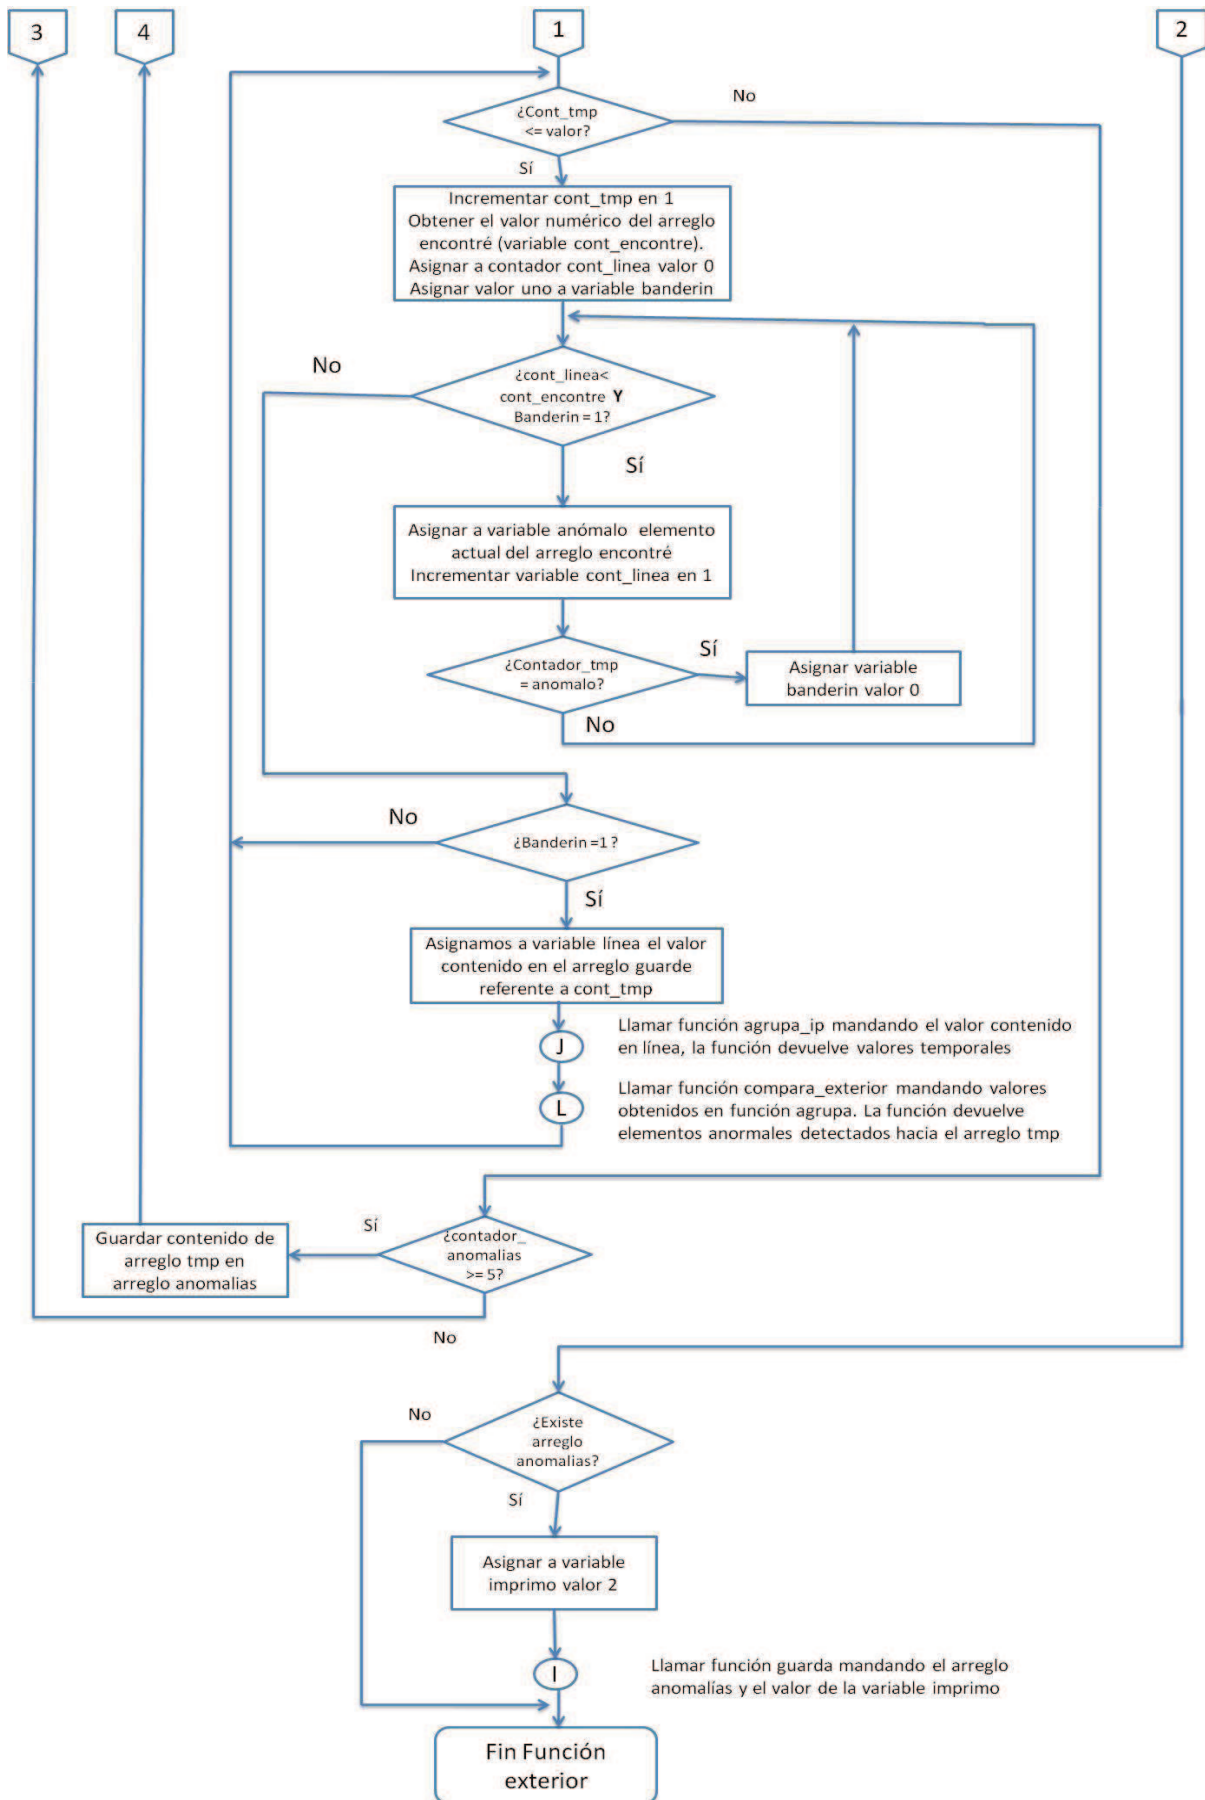 3
4
1
2
¿Cont_tmp
<= valor?
No
Sí
Incrementar cont_tmp en 1
Obtener el valor numérico del arreglo
encontré (variable cont_encontre).
Asignar a contador cont_linea valor 0
Asignar valor uno a variable banderin
No
¿cont_linea<
cont_encontre Y
Banderin = 1?
Sí
Asignar a variable anómalo elemento
actual del arreglo encontré
Incrementar variable cont_linea en 1
¿Contador_tmp
= anomalo?
Sí
Asignar variable
banderin valor 0
No
No
¿Banderin =1 ?
Sí
Asignamos a variable línea el valor
contenido en el arreglo guarde
referente a cont_tmp
J
Llamar función agrupa_ip mandando el valor contenido
en línea, la función devuelve valores temporales
L
Llamar función compara_exterior mandando valores
obtenidos en función agrupa. La función devuelve
elementos anormales detectados hacia el arreglo tmp
Sí
¿contador_
anomalias
>= 5?
Guardar contenido de
arreglo tmp en
arreglo anomalias
No
No
¿Existe
arreglo
anomalias?
Sí
Asignar a variable
imprimo valor 2
I
Llamar función guarda mandando el arreglo
anomalías y el valor de la variable imprimo
Fin Función
exterior